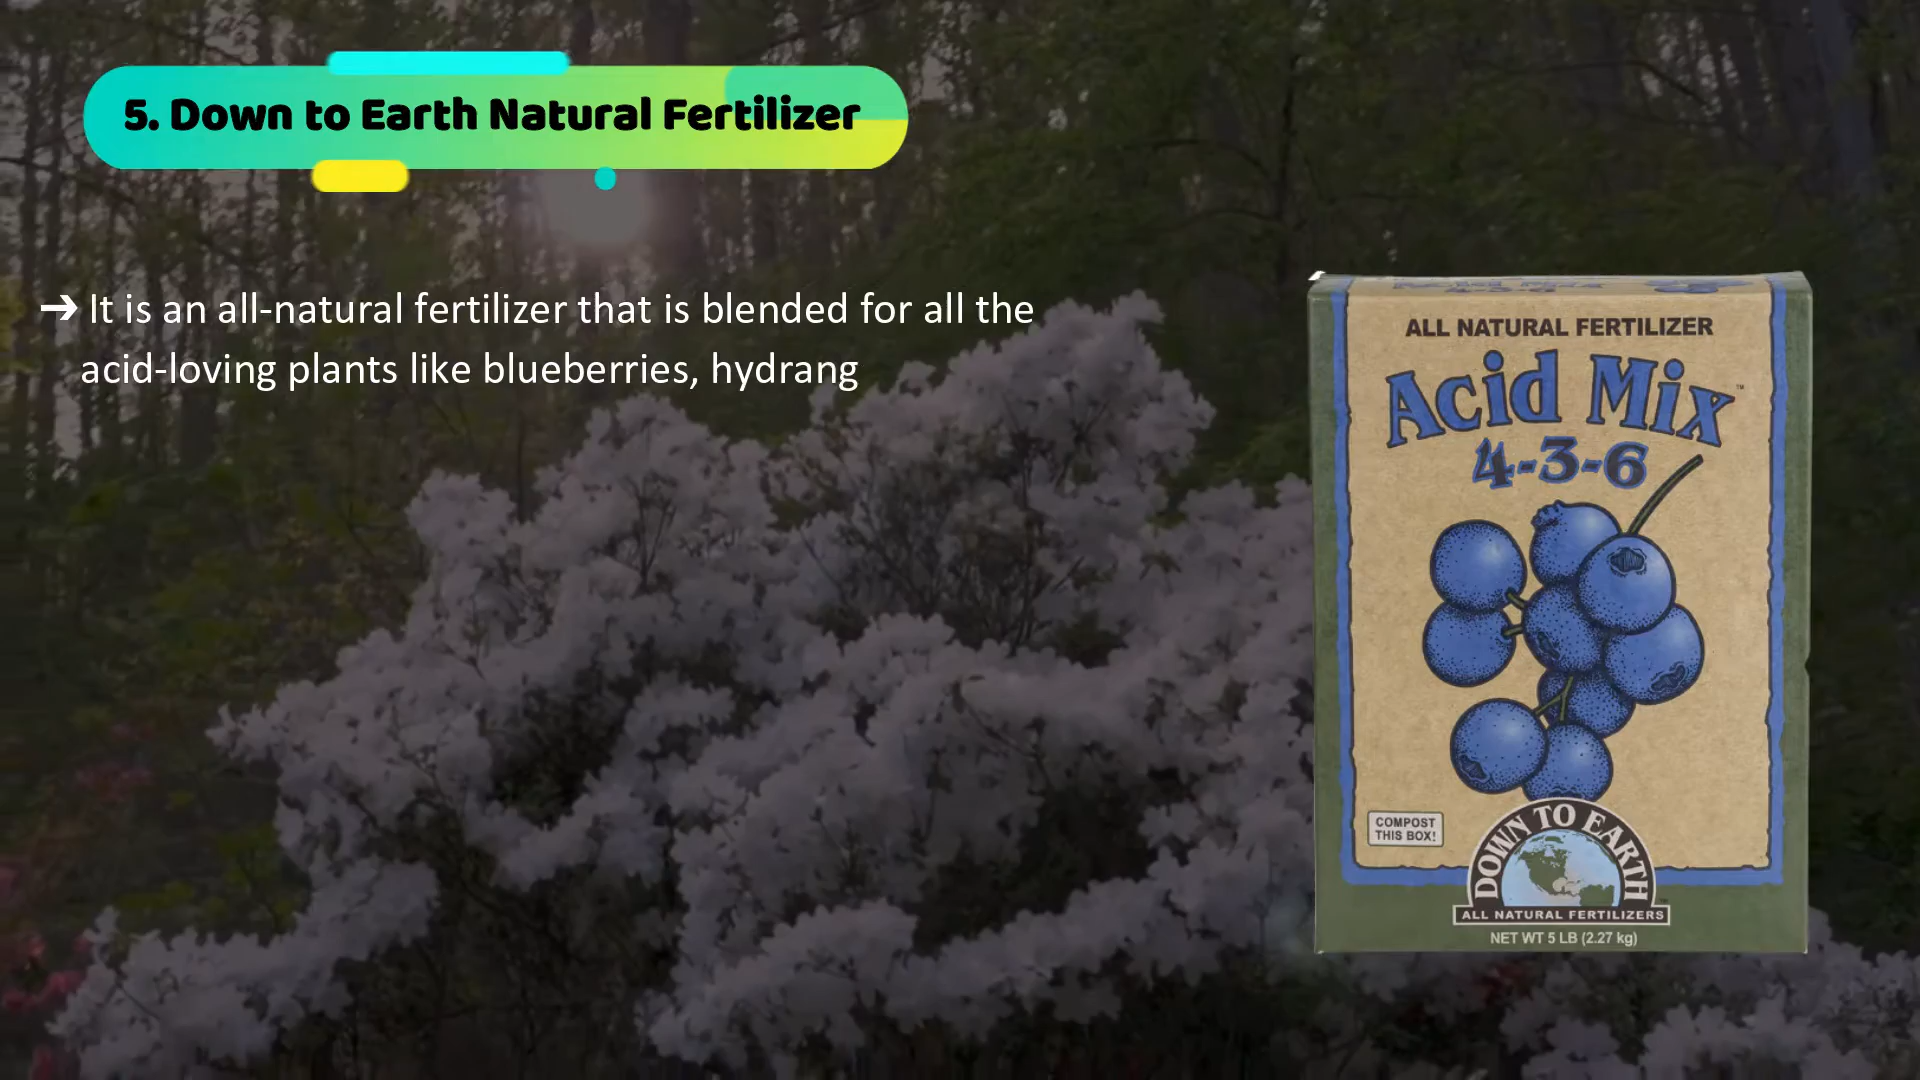 5. Down to Earth Natural Fertilizer
➔ It is an all-natural fertilizer that is blended for all the
acid-loving plants like blueberries, hydrang
ALL NATURAL FERTILIZER
Acid Mix™
4-3-6
COMPOST
THIS BOX!
DOWN TO EARTH
ALL NATURAL FERTILIZERS
NET WT 5 LB (2.27 kg)